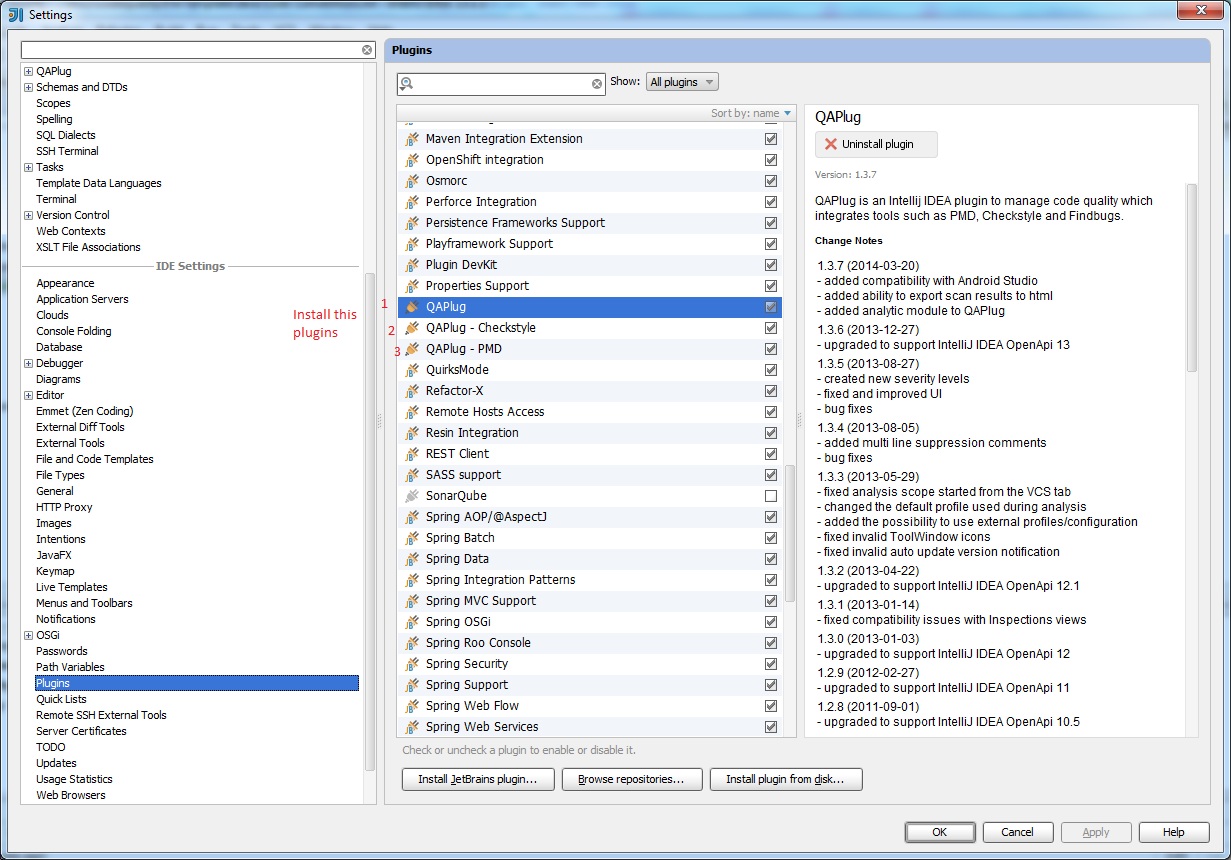 Settings
QAPlug
Schemas and DTDs
Scopes
Spelling
SQL Dialects
SSH Terminal
Tasks
Template Data Languages
Terminal
Version Control
Web Contexts
XSLT File Associations
IDE Settings
Appearance
Application Servers
Clouds
Console Folding
Database
Debugger
Diagrams
Editor
Emmet (Zen Coding)
External Diff Tools
External Tools
File and Code Templates
File Types
General
HTTP Proxy
Images
Intentions
JavaFX
Keymap
Live Templates
Menus and Toolbars
Notifications
OSGi
Passwords
Path Variables
Plugins
Quick Lists
Remote SSH External Tools
Server Certificates
TODO
Updates
Usage Statistics
Web Browsers
Install this
plugins
Plugins
Show: All plugins
Sort by: name
Maven Integration Extension
OpenShift integration
Osmorc
Perforce Integration
Persistence Frameworks Support
Playframework Support
Plugin DevKit
Properties Support
1 QAPlug
2 QAPlug - Checkstyle
3 QAPlug - PMD
QuirksMode
Refactor-X
Remote Hosts Access
Resin Integration
REST Client
SASS support
SonarQube
Spring AOP/@AspectJ
Spring Batch
Spring Data
Spring Integration Patterns
Spring MVC Support
Spring OSGi
Spring Roo Console
Spring Security
Spring Support
Spring Web Flow
Spring Web Services
Check or uncheck a plugin to enable or disable it.
Install JetBrains plugin...
Browse repositories...
Install plugin from disk...
QAPlug
Uninstall plugin
Version: 1.3.7
QAPlug is an Intellij IDEA plugin to manage code quality which
integrates tools such as PMD, Checkstyle and Findbugs.
Change Notes
1.3.7 (2014-03-20)
- added compatibility with Android Studio
- added ability to export scan results to html
- added analytic module to QAPlug
1.3.6 (2013-12-27)
- upgraded to support IntelliJ IDEA OpenApi 13
1.3.5 (2013-08-27)
- created new severity levels
- fixed and improved UI
- bug fixes
1.3.4 (2013-08-05)
- added multi line suppression comments
- bug fixes
1.3.3 (2013-05-29)
- fixed analysis scope started from the VCS tab
- changed the default profile used during analysis
- added the possibility to use external profiles/configuration
- fixed invalid ToolWindow icons
- fixed invalid auto update version notification
1.3.2 (2013-04-22)
- upgraded to support IntelliJ IDEA OpenApi 12.1
1.3.1 (2013-01-14)
- fixed compatibility issues with Inspections views
1.3.0 (2013-01-03)
- upgraded to support IntelliJ IDEA OpenApi 12
1.2.9 (2012-02-27)
- upgraded to support IntelliJ IDEA OpenApi 11
1.2.8 (2011-09-01)
- upgraded to support IntelliJ IDEA OpenApi 10.5
OK
Cancel
Apply
Help